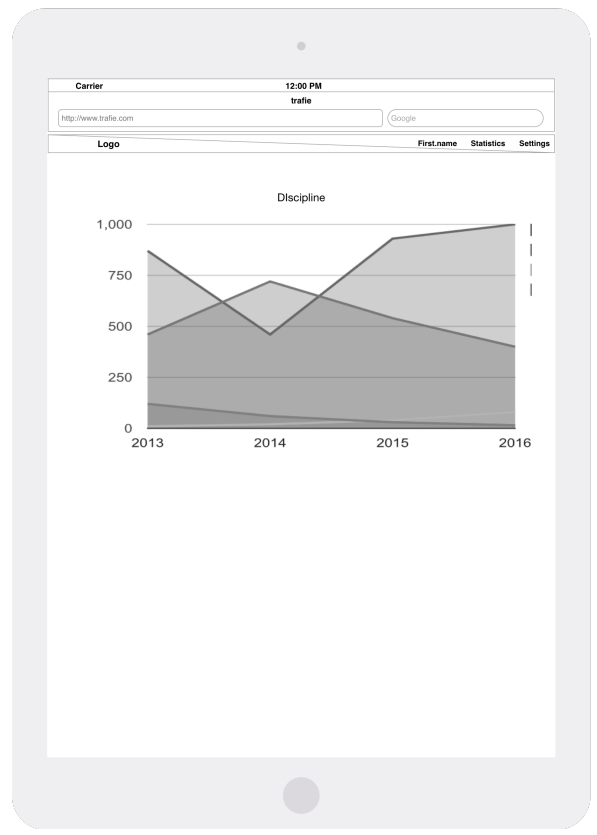 Carrier 12:00 PM
trafie
http://www.trafie.com Google
Logo First.name Statistics Settings
DIscipline
1,000
750
500
250
0
2013 2014 2015 2016